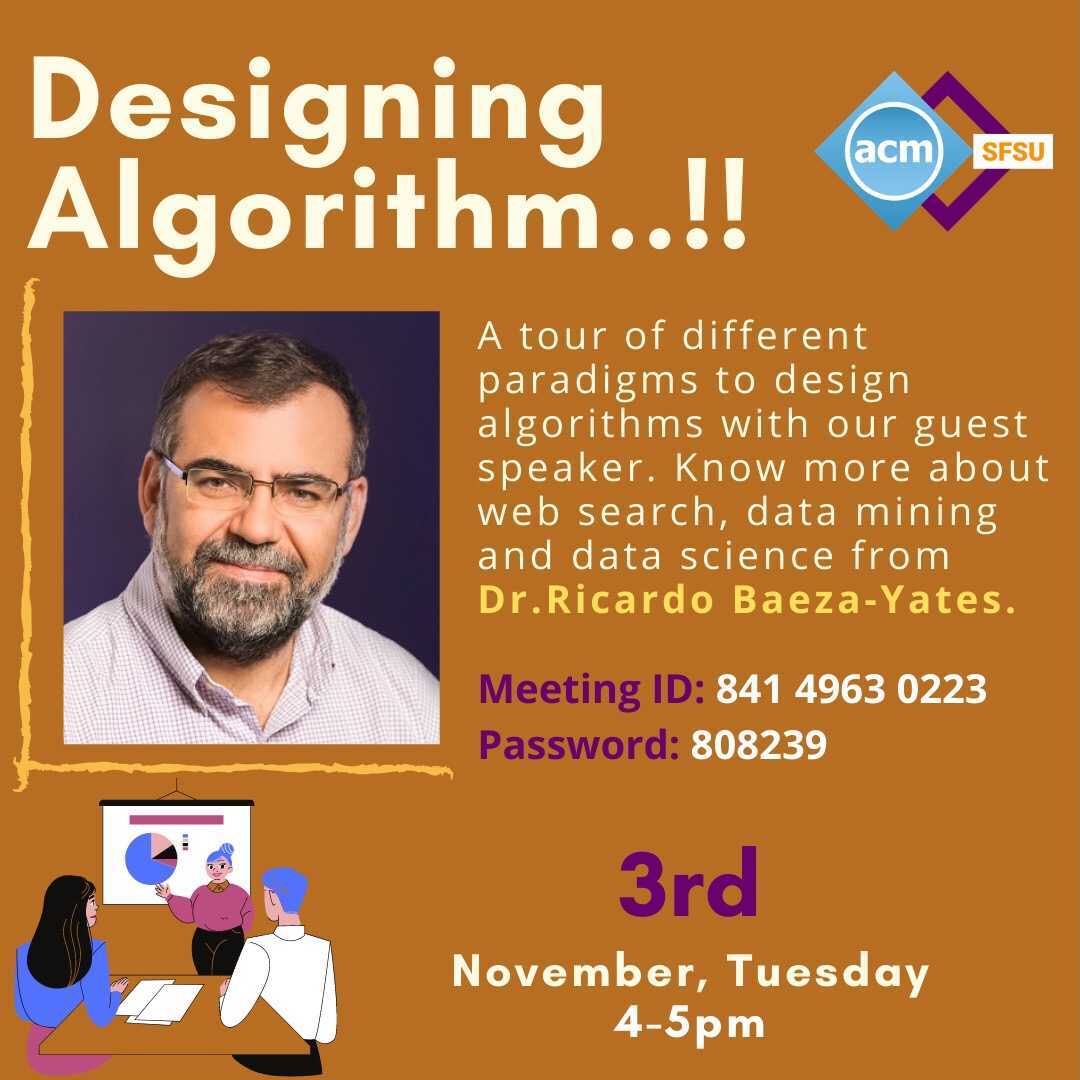 Designing
Algorithm..!!
acm
SFSU
A tour of different
paradigms to design
algorithms with our guest
speaker. Know more about
web search, data mining
and data science from
Dr.Ricardo Baeza-Yates.
Meeting ID: 841 4963 0223
Password: 808239
3rd
November, Tuesday
4-5pm